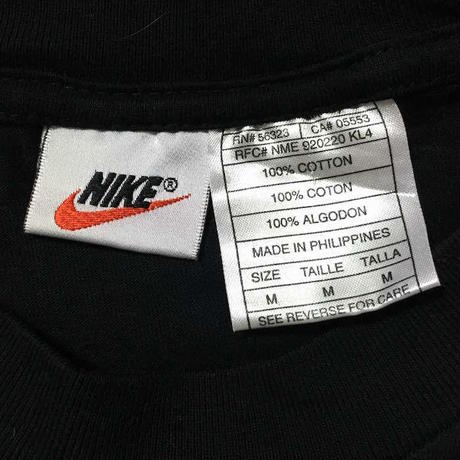 NIKE®
RN# 56323 CA# 05553
RFC# NME 920220 KL4
100% COTTON
100% COTON
100% ALGODON
MADE IN PHILIPPINES
SIZE TAILLE TALLA
M M M
SEE REVERSE FOR CARE